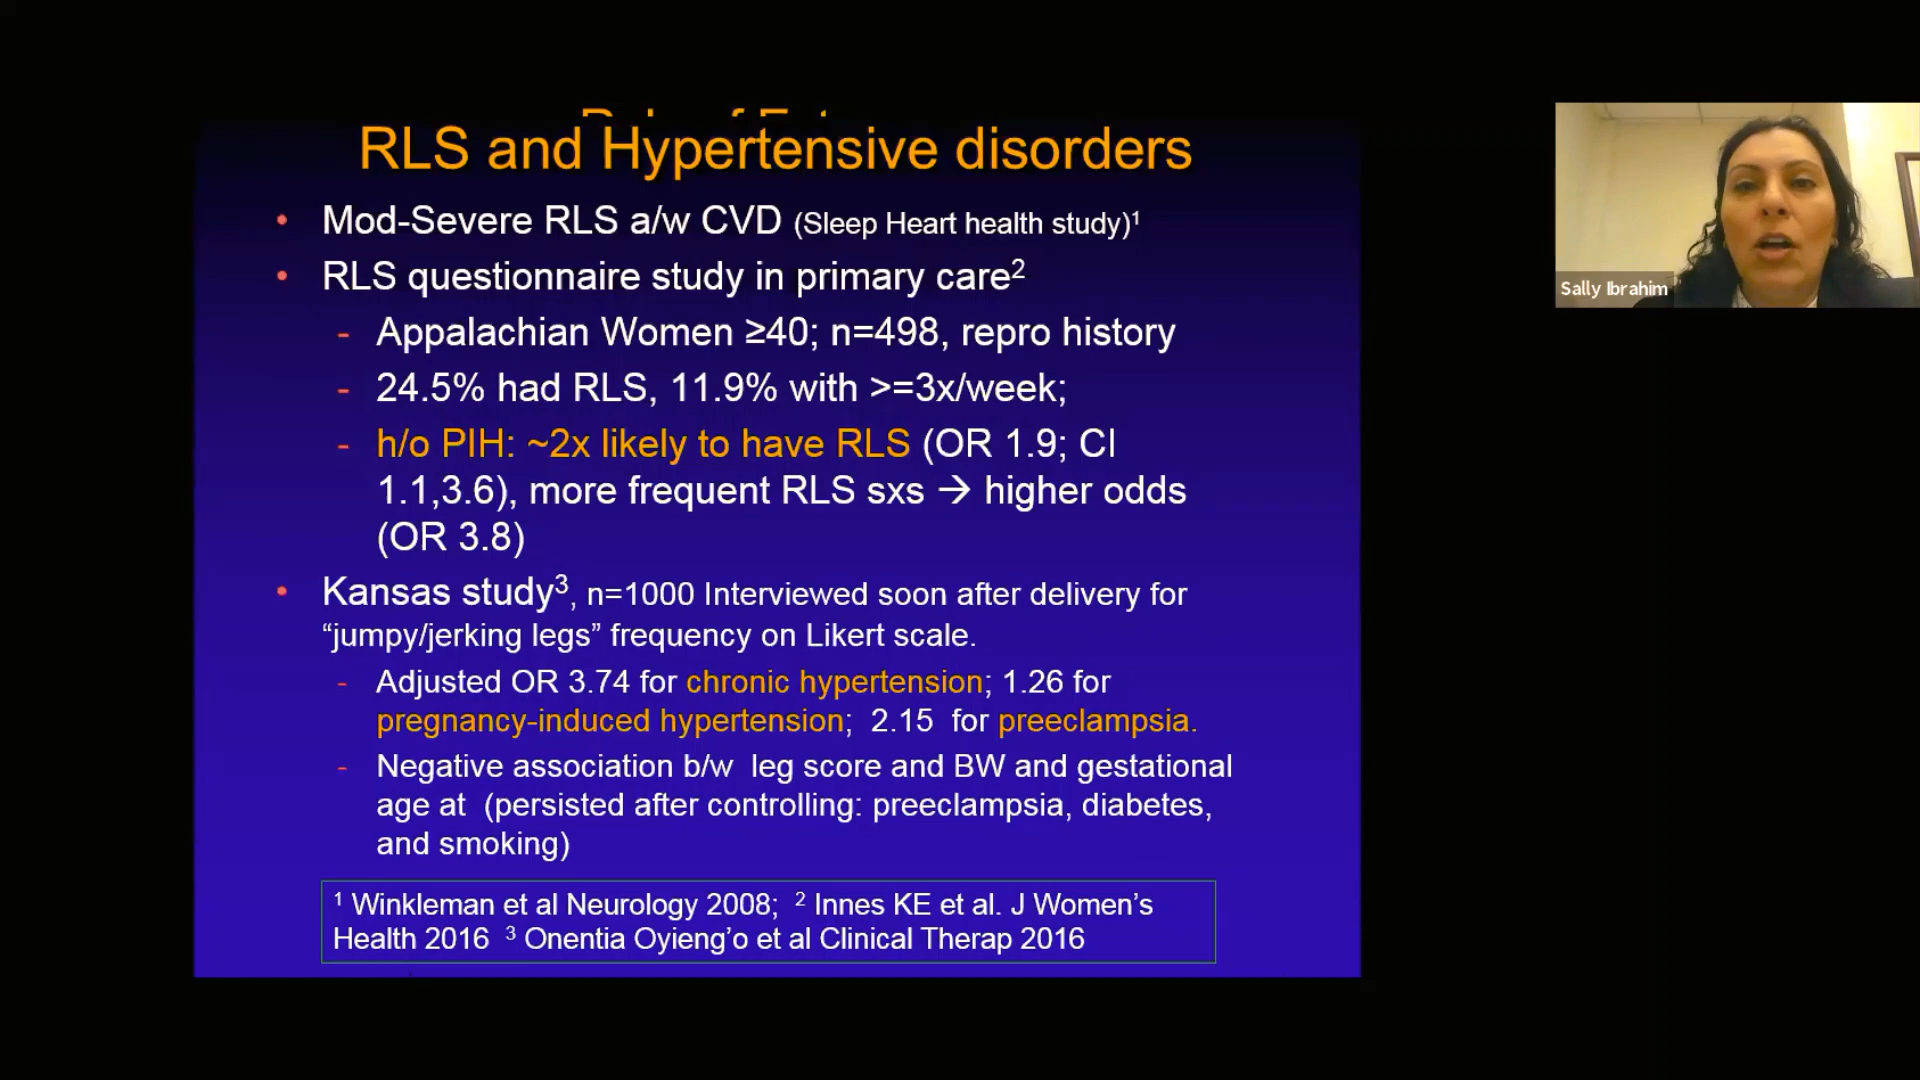 RLS and Hypertensive disorders
• Mod-Severe RLS a/w CVD (Sleep Heart health study)¹
• RLS questionnaire study in primary care²
- Appalachian Women ≥40; n=498, repro history
- 24.5% had RLS, 11.9% with >=3x/week;
- h/o PIH: ~2x likely to have RLS (OR 1.9; CI
1.1,3.6), more frequent RLS sxs → higher odds
(OR 3.8)
• Kansas study³, n=1000 Interviewed soon after delivery for
“jumpy/jerking legs” frequency on Likert scale.
- Adjusted OR 3.74 for chronic hypertension; 1.26 for
pregnancy-induced hypertension; 2.15 for preeclampsia.
- Negative association b/w leg score and BW and gestational
age at (persisted after controlling: preeclampsia, diabetes,
and smoking)
¹ Winkleman et al Neurology 2008; ² Innes KE et al. J Women’s
Health 2016 ³ Onentia Oyieng’o et al Clinical Therap 2016
Sally Ibrahim